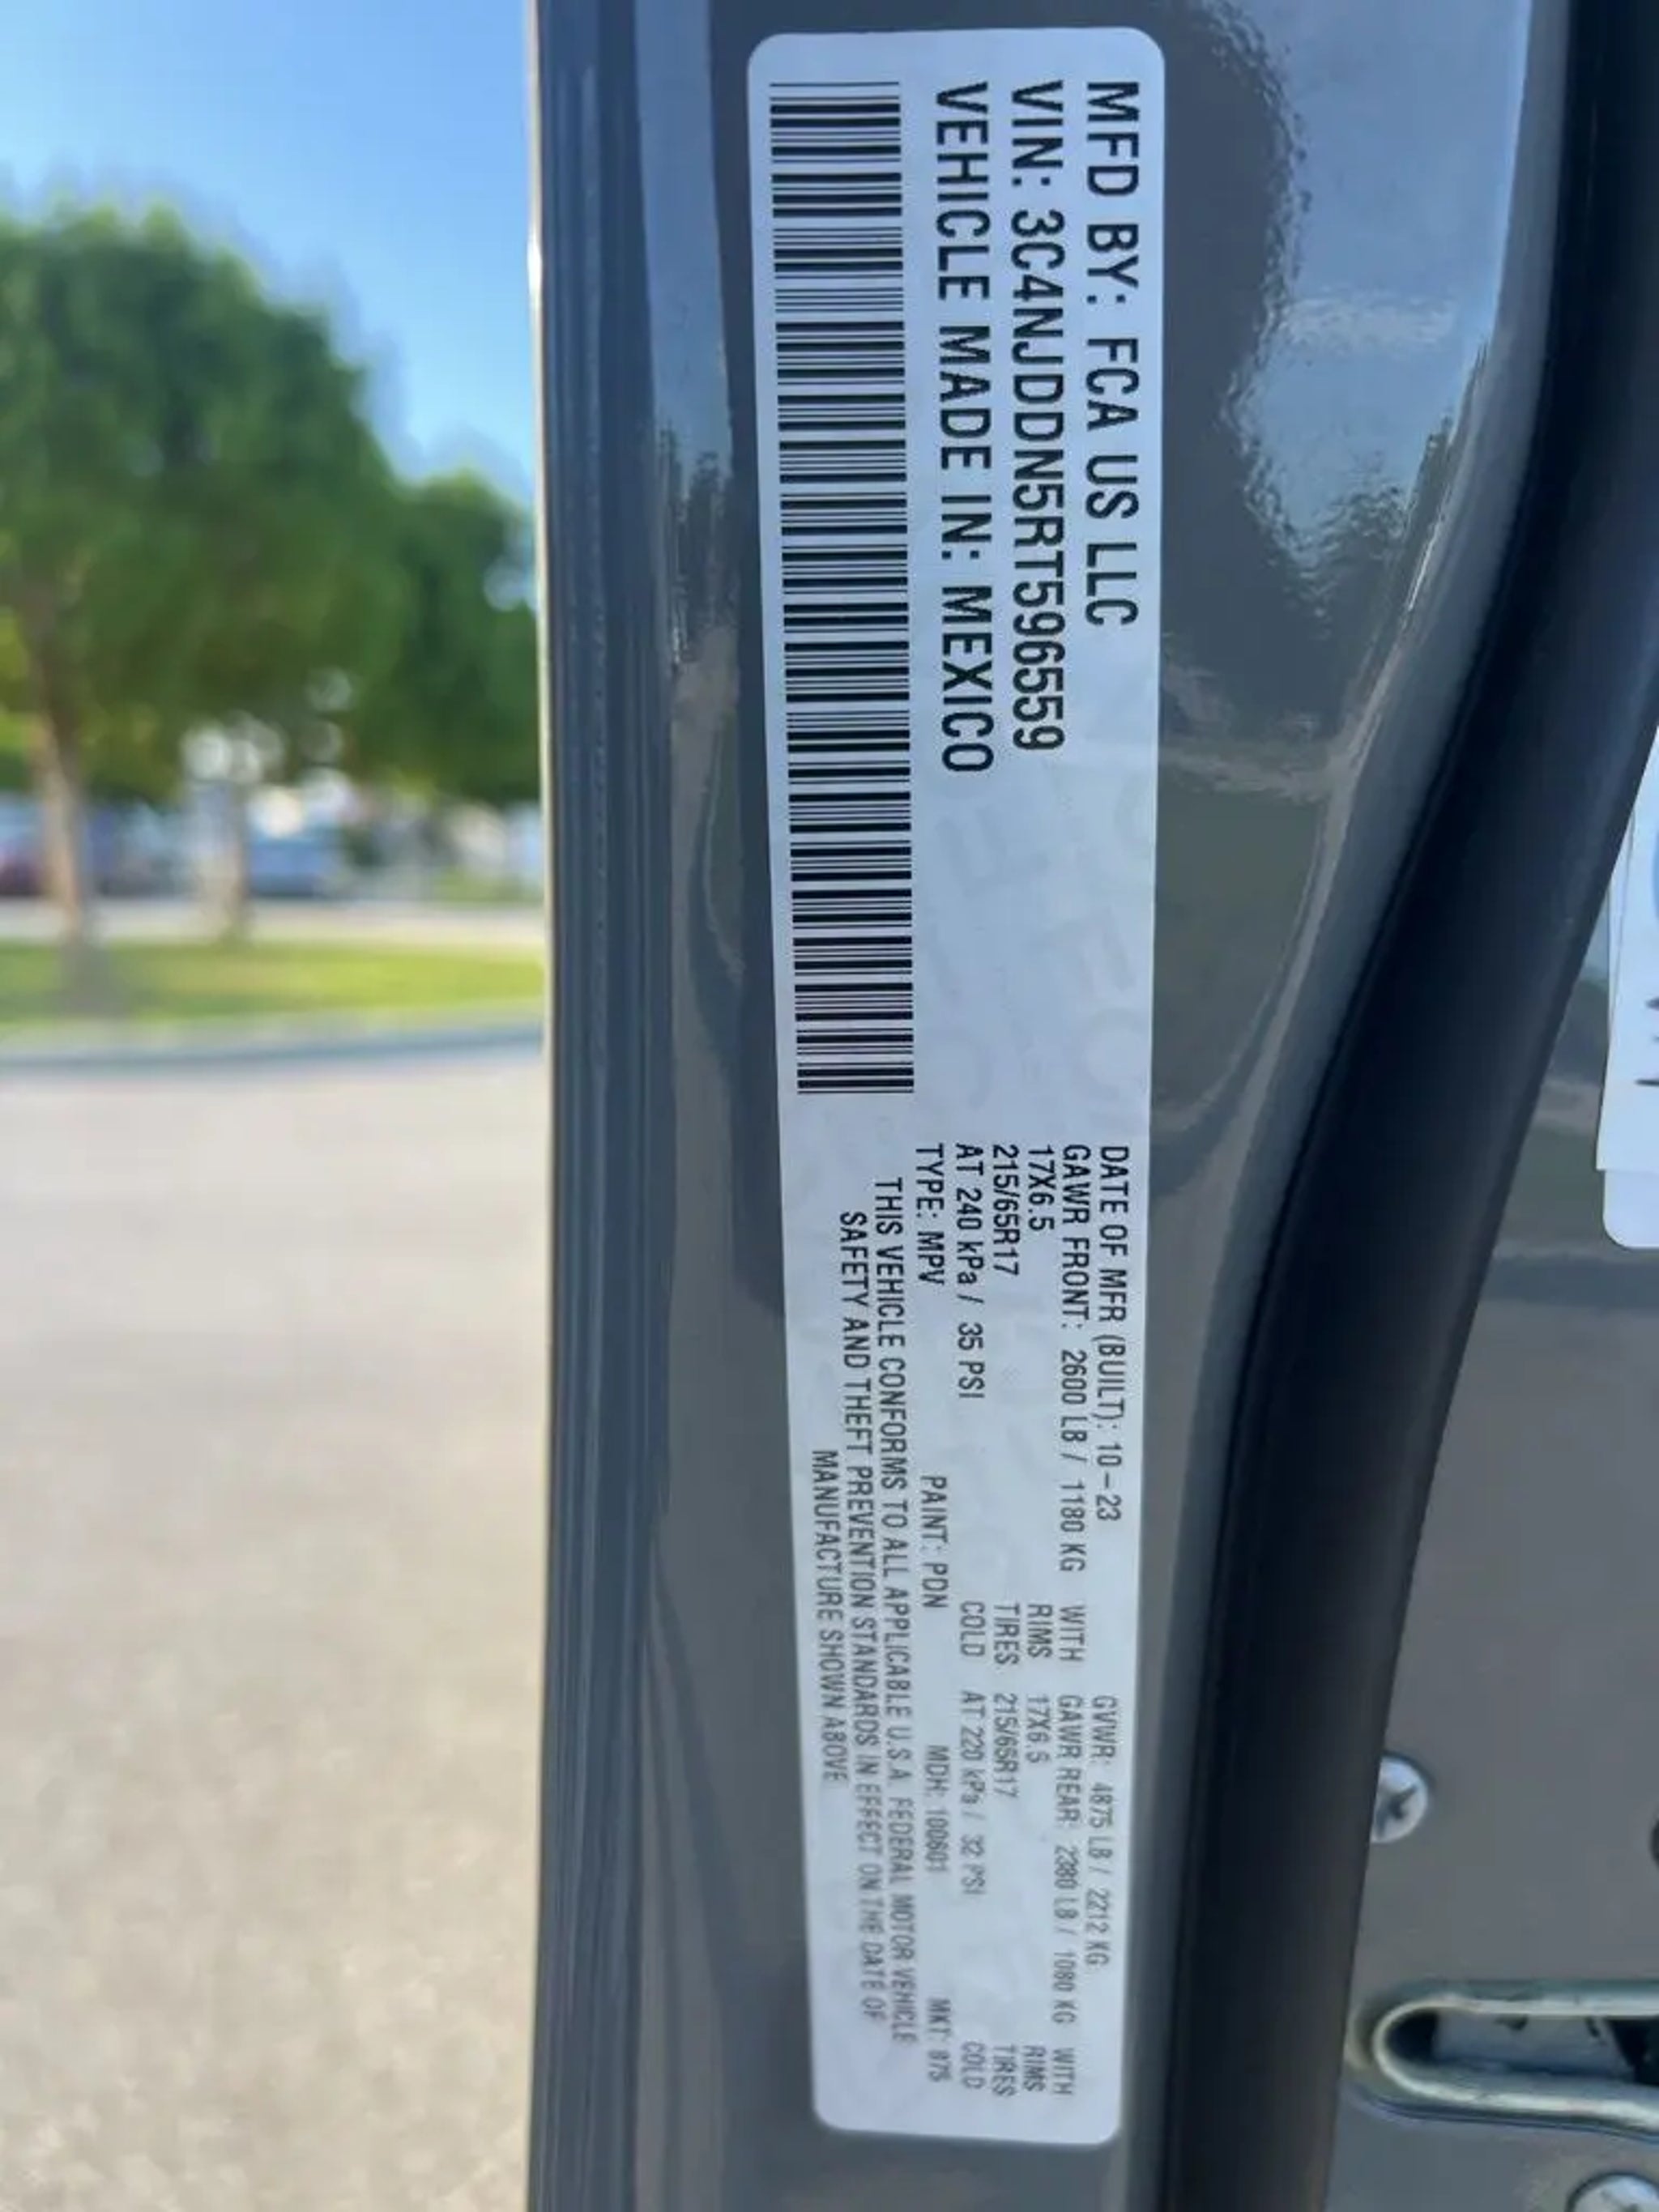 MFD BY: FCA US LLC
VIN: 3C4NJDDN5RT596559
VEHICLE MADE IN: MEXICO
DATE OF MFR (BUILT): 10-23 GVWR: 4875 LB / 2212 KG
GAWR FRONT: 2600 LB / 1180 KG WITH GAWR REAR: 2380 LB / 1080 KG WITH
17X6.5 RIMS 17X6.5 RIMS
215/65R17 TIRES 215/65R17 TIRES
AT 240 kPa / 35 PSI COLD AT 220 kPa / 32 PSI COLD
TYPE: MPV PAINT: PDN MDH: MKT:
THIS VEHICLE CONFORMS TO ALL APPLICABLE U.S.A. FEDERAL MOTOR VEHICLE
SAFETY AND THEFT PREVENTION STANDARDS IN EFFECT ON THE DATE OF
MANUFACTURE SHOWN ABOVE